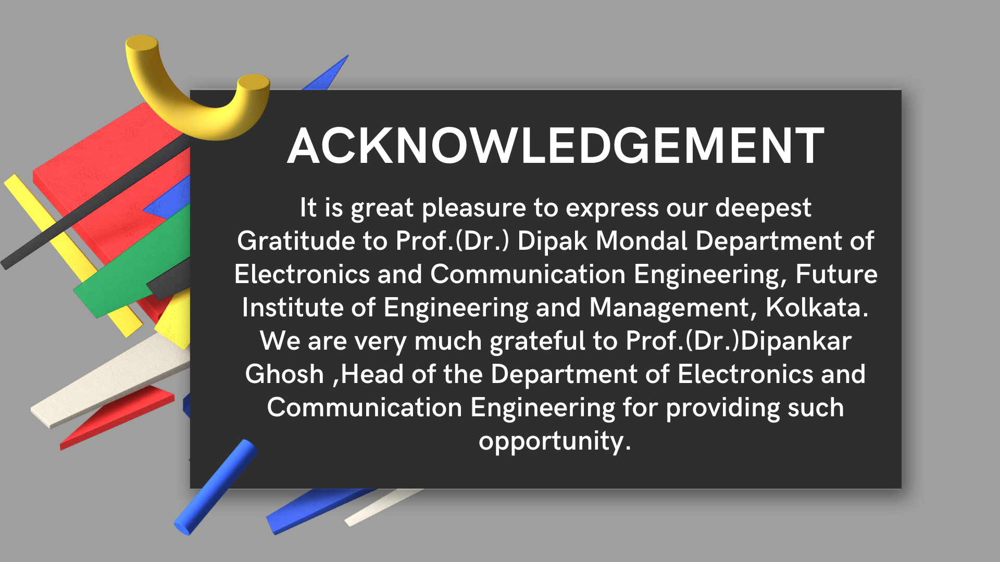 ACKNOWLEDGEMENT
It is great pleasure to express our deepest
Gratitude to Prof.(Dr.) Dipak Mondal Department of
Electronics and Communication Engineering, Future
Institute of Engineering and Management, Kolkata.
We are very much grateful to Prof.(Dr.)Dipankar
Ghosh ,Head of the Department of Electronics and
Communication Engineering for providing such
opportunity.